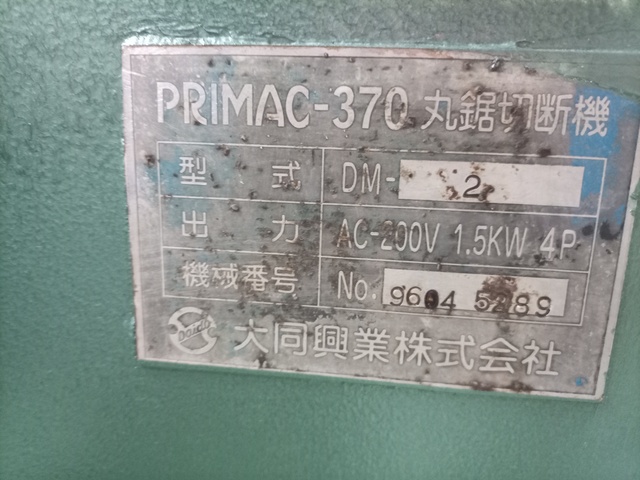 PRIMAC-370 丸鋸切断機
型式 DM-2
出力 AC-200V 1.5KW 4P
機械番号 No. 9604 5289
Daido 大同興業株式会社